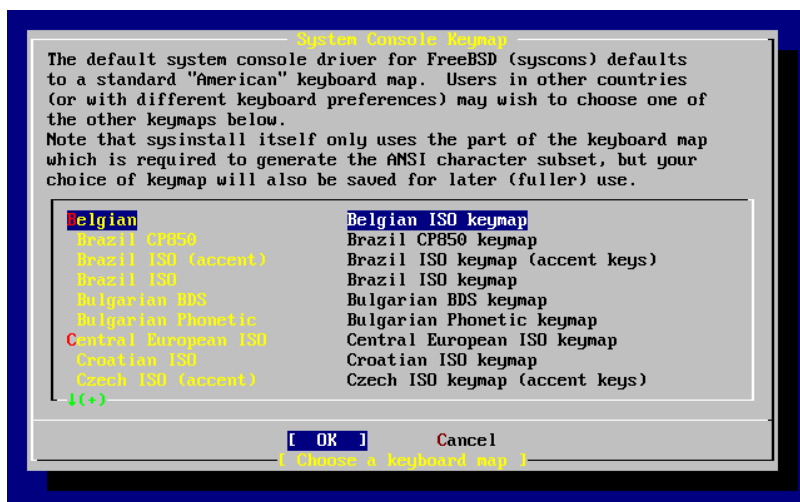 System Console Keymap
The default system console driver for FreeBSD (syscons) defaults
to a standard "American" keyboard map.  Users in other countries
(or with different keyboard preferences) may wish to choose one of
the other keymaps below.
Note that sysinstall itself only uses the part of the keyboard map
which is required to generate the ANSI character subset, but your
choice of keymap will also be saved for later (fuller) use.
Belgian Belgian ISO keymap
Brazil CP850 Brazil CP850 keymap
Brazil ISO (accent) Brazil ISO keymap (accent keys)
Brazil ISO Brazil ISO keymap
Bulgarian BDS Bulgarian BDS keymap
Bulgarian Phonetic Bulgarian Phonetic keymap
Central European ISO Central European ISO keymap
Croatian ISO Croatian ISO keymap
Czech ISO (accent) Czech ISO keymap (accent keys)
↓(+)
[ OK ] Cancel
[ Choose a keyboard map ]